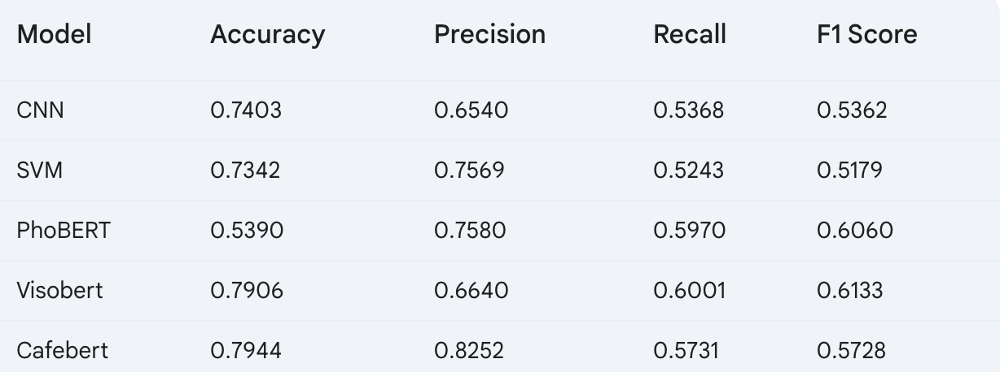 Model Accuracy Precision Recall F1 Score
CNN 0.7403 0.6540 0.5368 0.5362
SVM 0.7342 0.7569 0.5243 0.5179
PhoBERT 0.5390 0.7580 0.5970 0.6060
Visobert 0.7906 0.6640 0.6001 0.6133
Cafebert 0.7944 0.8252 0.5731 0.5728